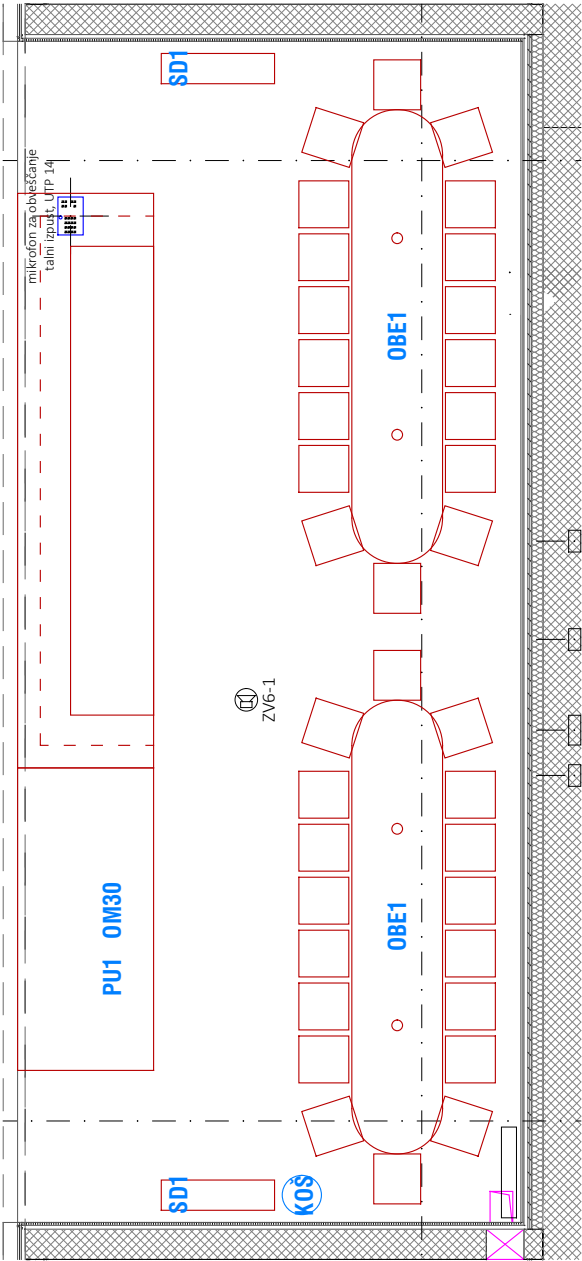 SD1
mikrofon za obveščanje
talni izpust, UTP 14
OBE1
ZV6-1
PU1 OM30
OBE1
SD1
KOŠ